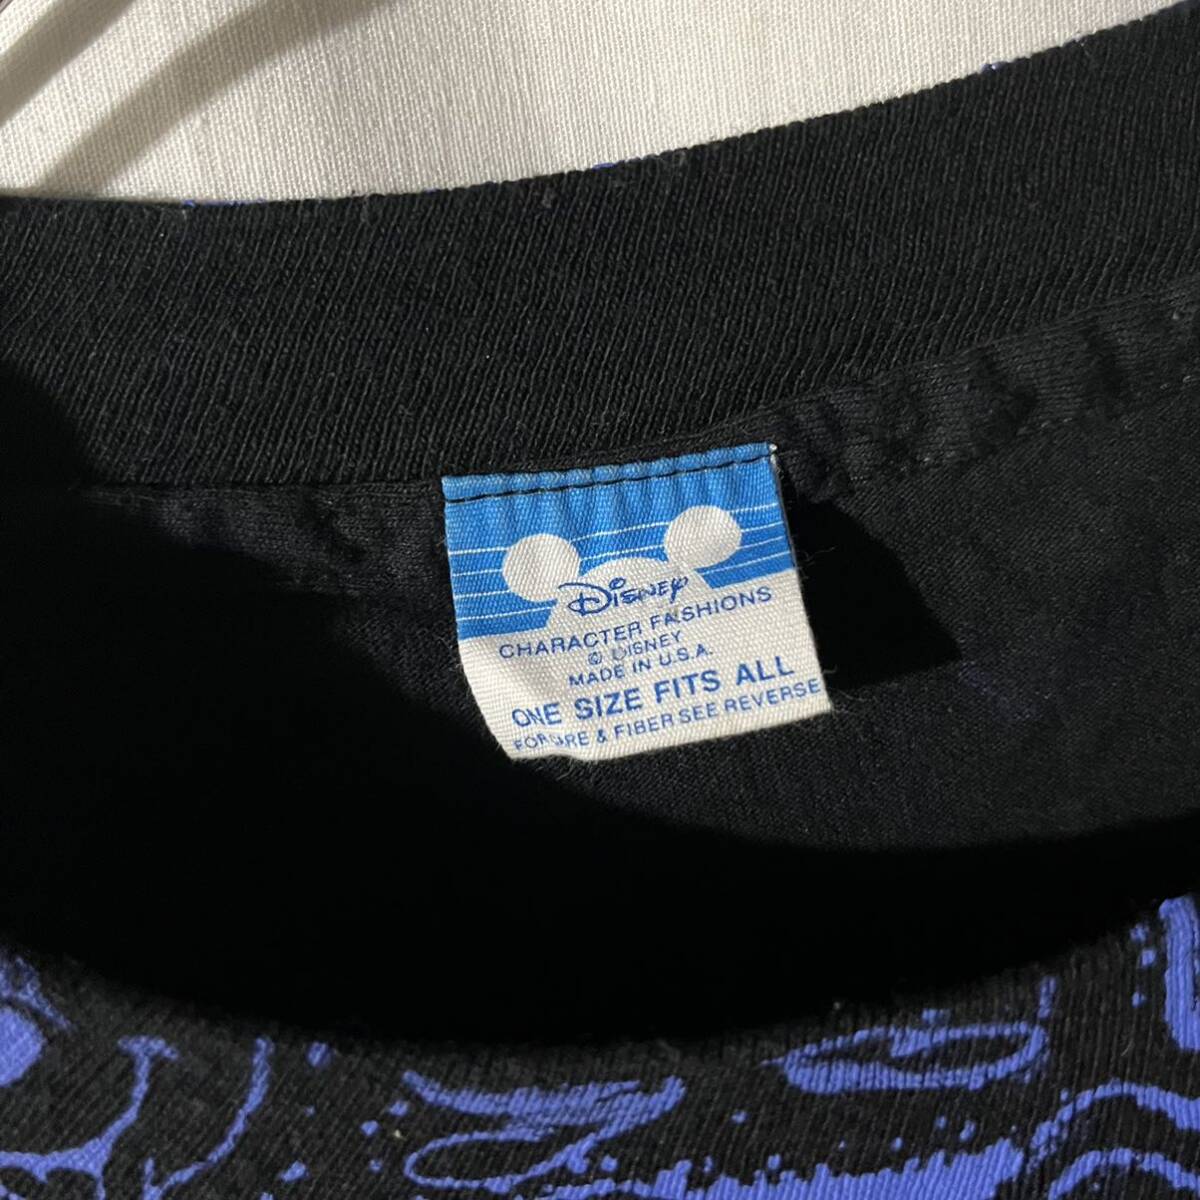 Disney
CHARACTER FASHIONS
© DISNEY
MADE IN U.S.A.
ONE SIZE FITS ALL
FOR CARE & FIBER SEE REVERSE